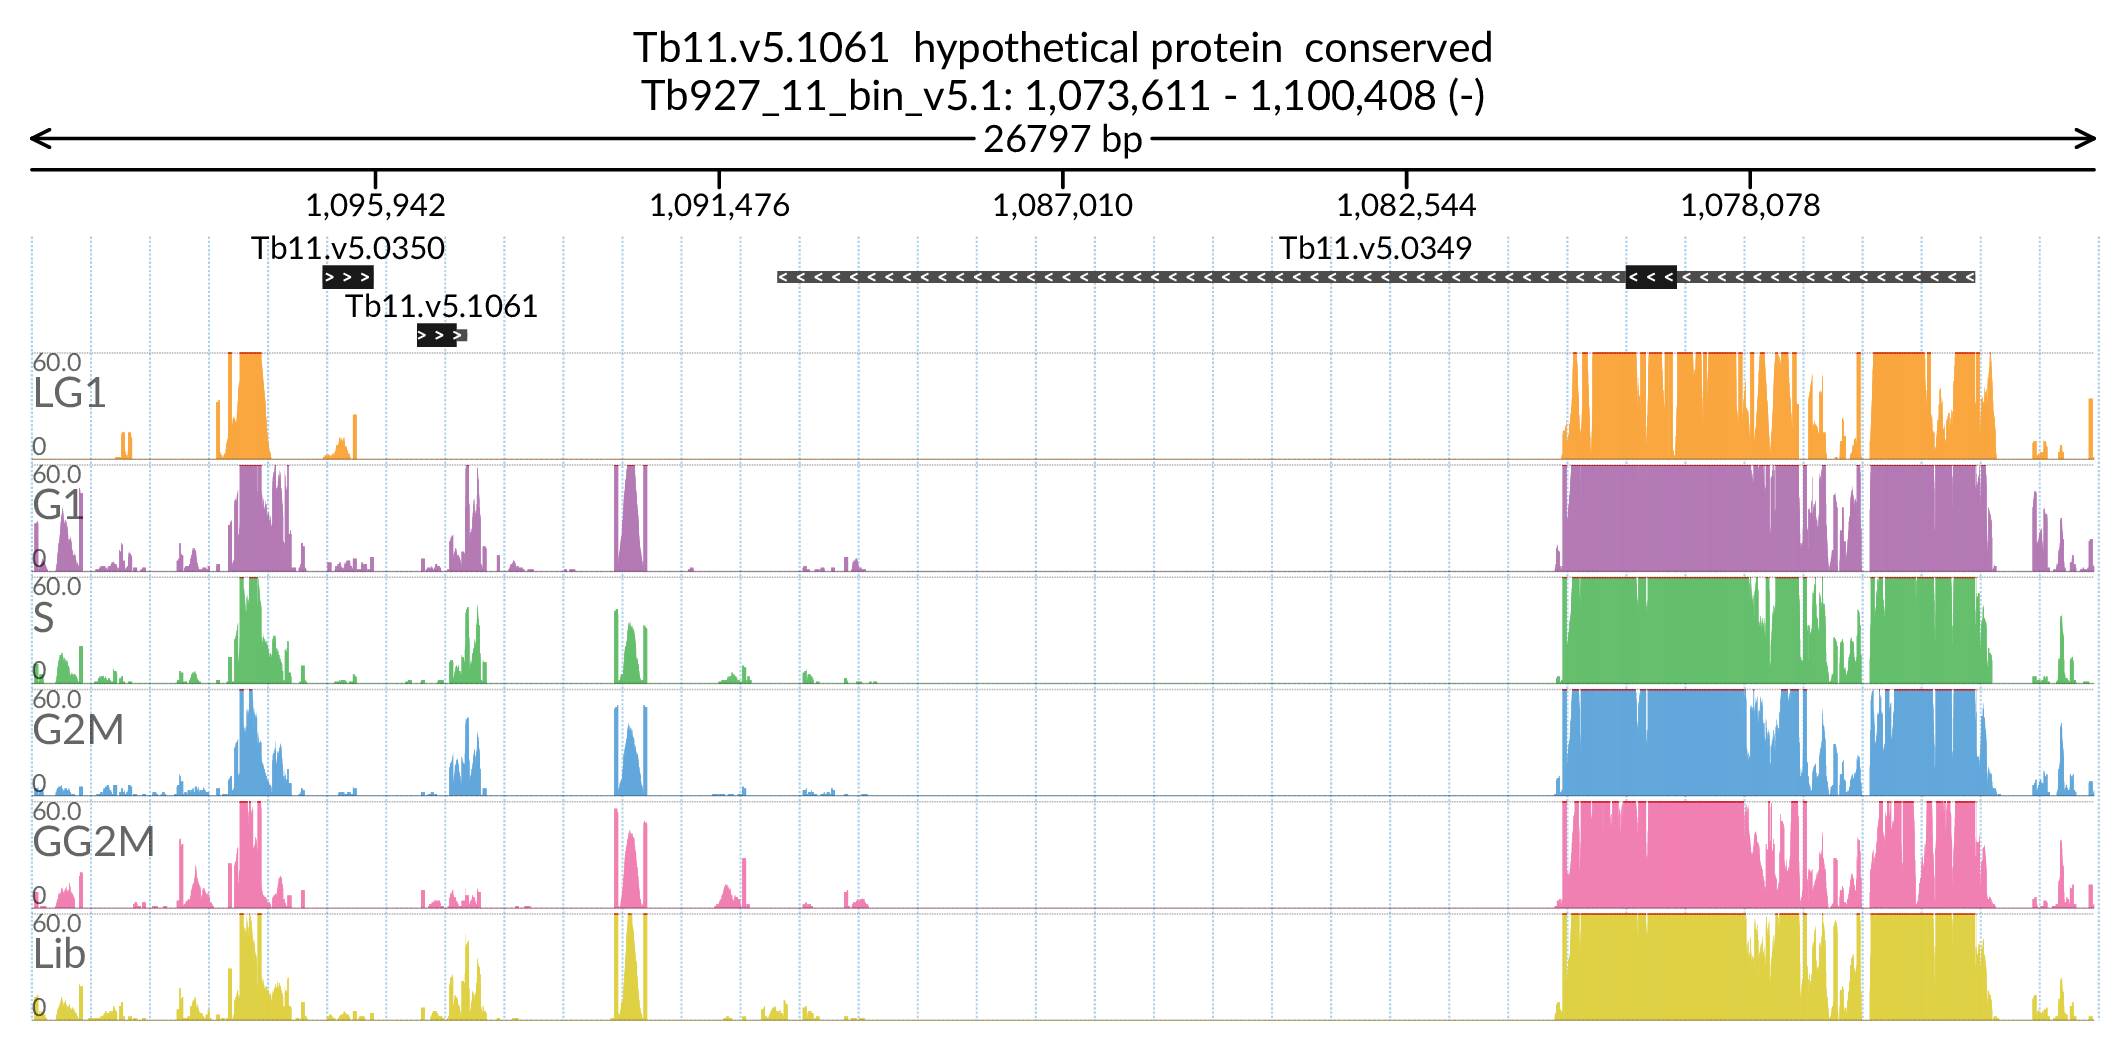 Tb11.v5.1061 hypothetical protein conserved
Tb927_11_bin_v5.1: 1,073,611 - 1,100,408 (-)
26797 bp
1,095,942 1,091,476 1,087,010 1,082,544 1,078,078
Tb11.v5.0350 Tb11.v5.0349
Tb11.v5.1061
60.0
LG1
0
60.0
G1
0
60.0
S
0
60.0
G2M
0
60.0
GG2M
0
60.0
Lib
0